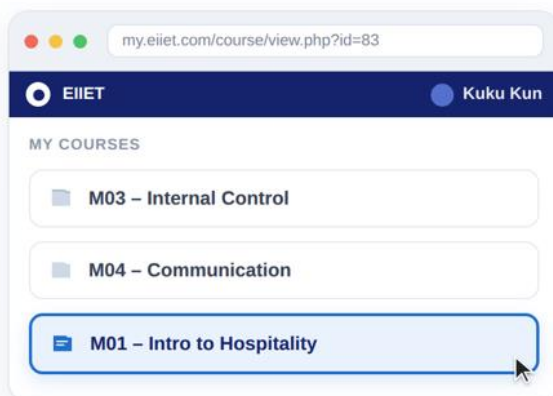 my.eiiet.com/course/view.php?id=83
EIIET
Kuku Kun
MY COURSES
M03 – Internal Control
M04 – Communication
M01 – Intro to Hospitality